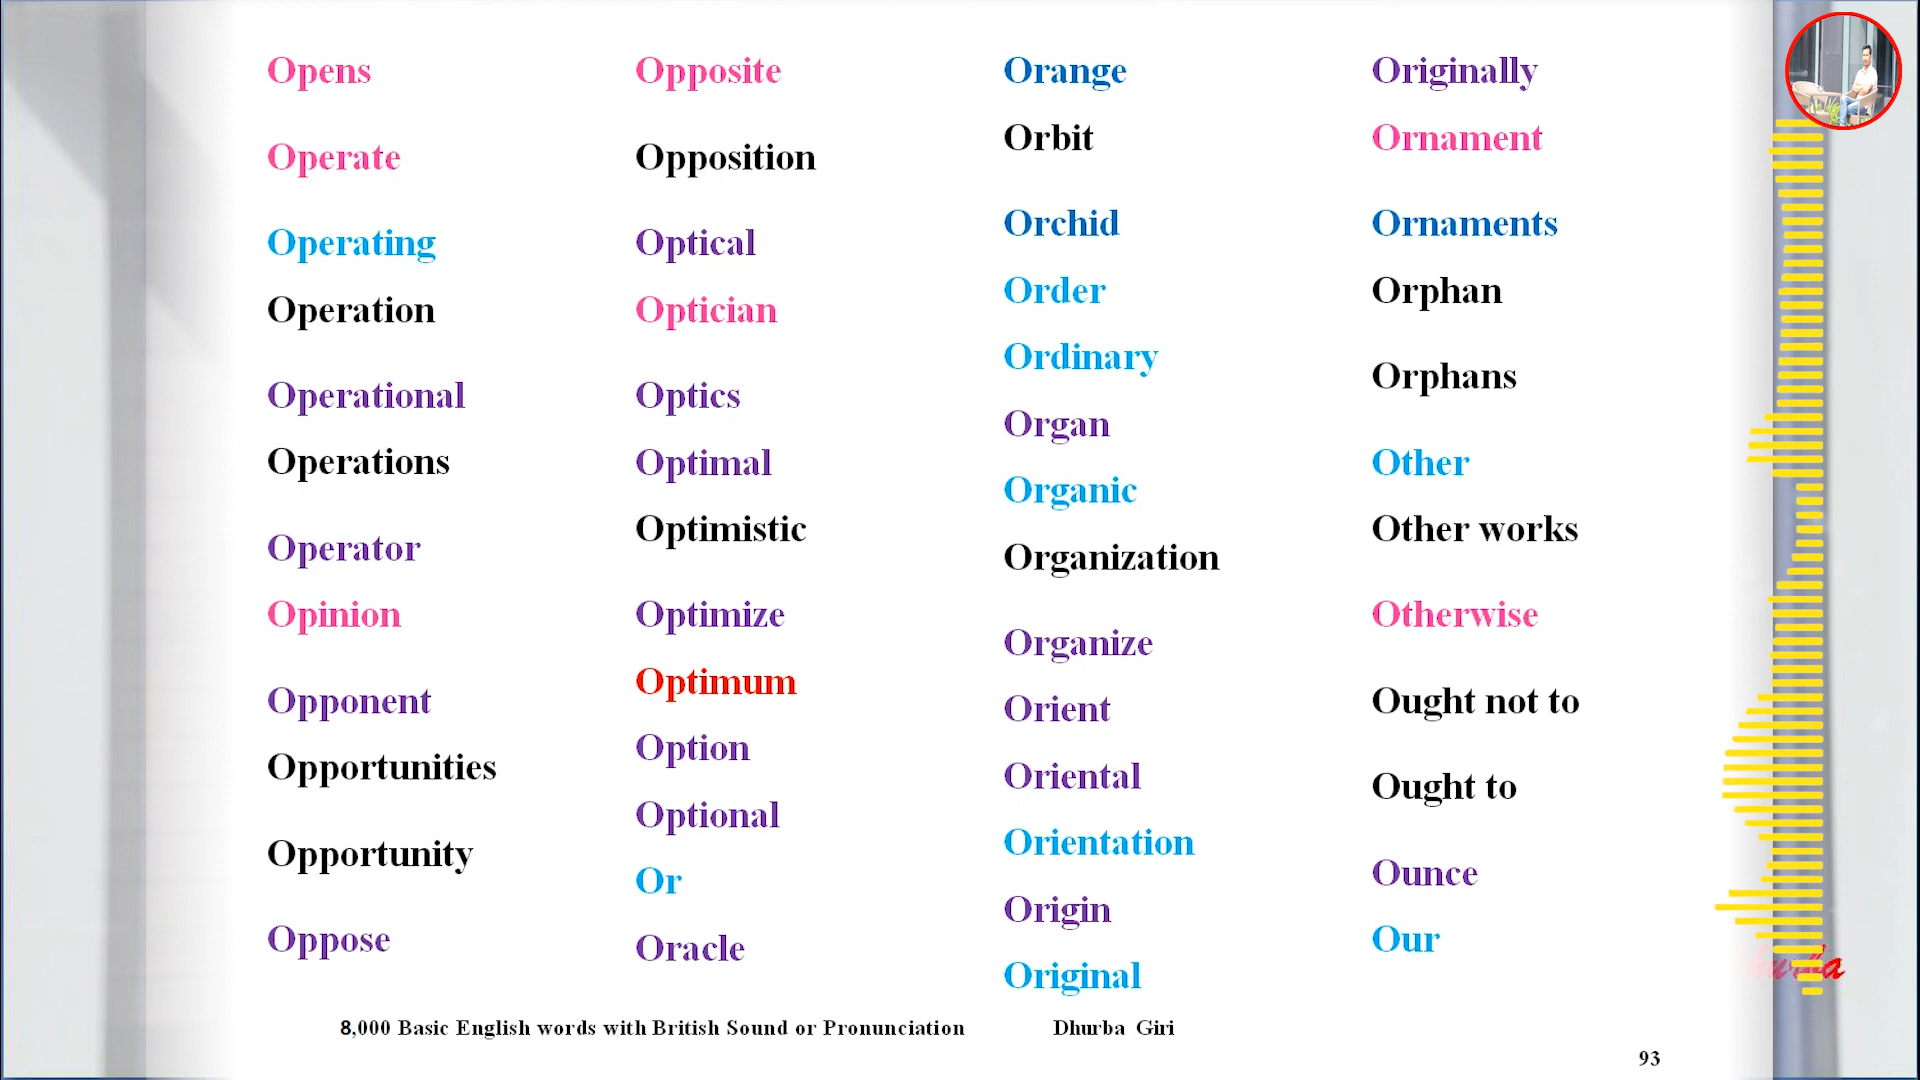 Opens
Operate
Operating
Operation
Operational
Operations
Operator
Opinion
Opponent
Opportunities
Opportunity
Oppose
Opposite
Opposition
Optical
Optician
Optics
Optimal
Optimistic
Optimize
Optimum
Option
Optional
Or
Oracle
Orange
Orbit
Orchid
Order
Ordinary
Organ
Organic
Organization
Organize
Orient
Oriental
Orientation
Origin
Original
Originally
Ornament
Ornaments
Orphan
Orphans
Other
Other works
Otherwise
Ought not to
Ought to
Ounce
Our
8,000 Basic English words with British Sound or Pronunciation Dhurba Giri
93